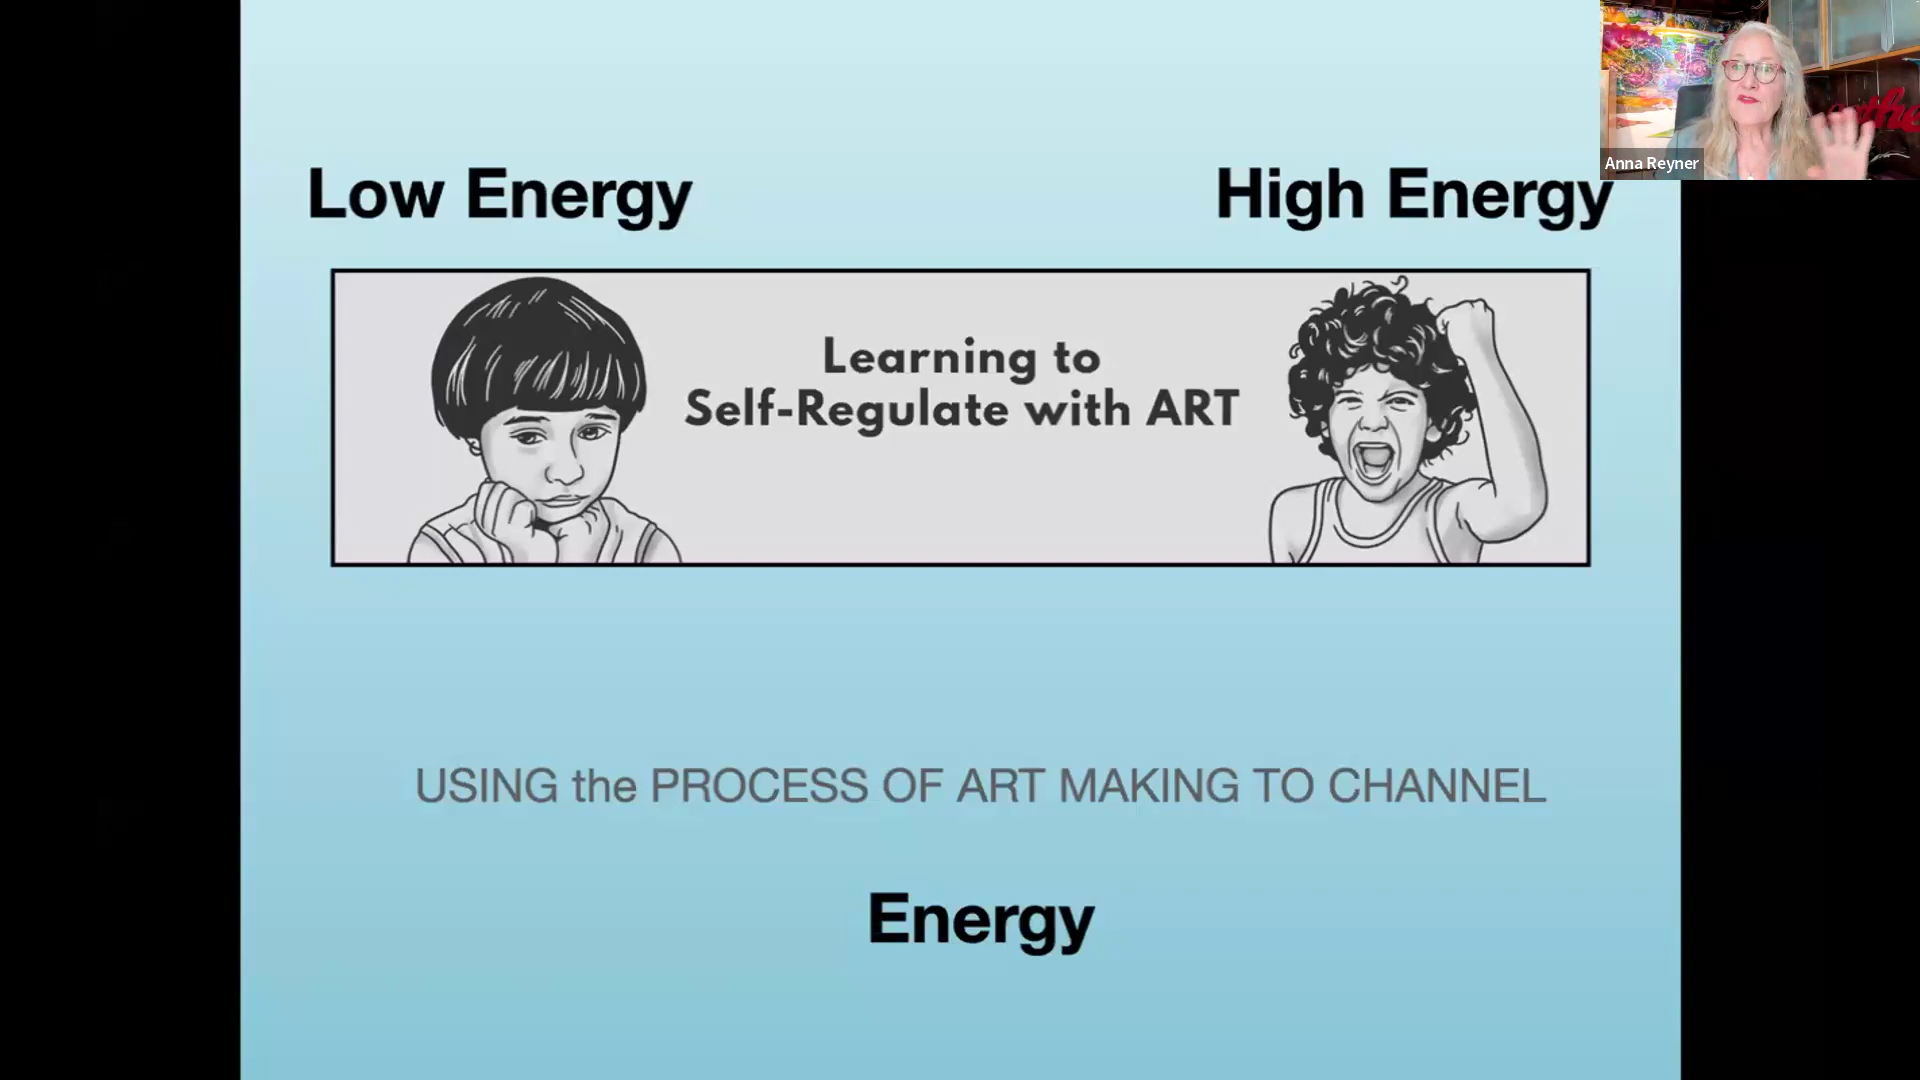 Low Energy
High Energy
Anna Reyner
Learning to
Self-Regulate with ART
USING the PROCESS OF ART MAKING TO CHANNEL
Energy